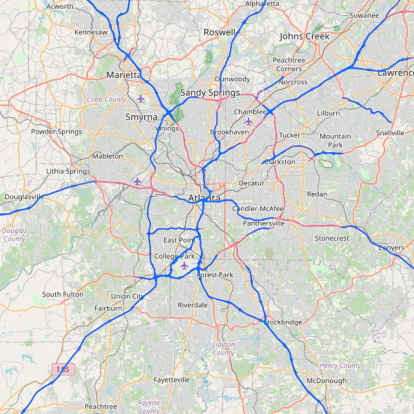 Acworth
Alpharetta
Suwanee
Kennesaw
Roswell
Johns Creek
Peachtree
Corners
Marietta
Dunwoody
Lawrence
Norcross
Sandy Springs
Cobb County
Smyrna
Chamblee
Lilburn
Vinings
Brookhaven
Powder Springs
Tucker
Mountain
Park
Snellville
Mableton
Clarkston
Lithia Springs
Decatur
Redan
Douglasville
Atlanta
Candler-McAfee
Panthersville
Douglas
County
East Point
Stonecrest
Conyers
College Park
Forest Park
South Fulton
Union City
Fairburn
Riverdale
Stockbridge
Clayton
County
I 85
Henry County
Fayetteville
McDonough
Peachtree
Fayette
County